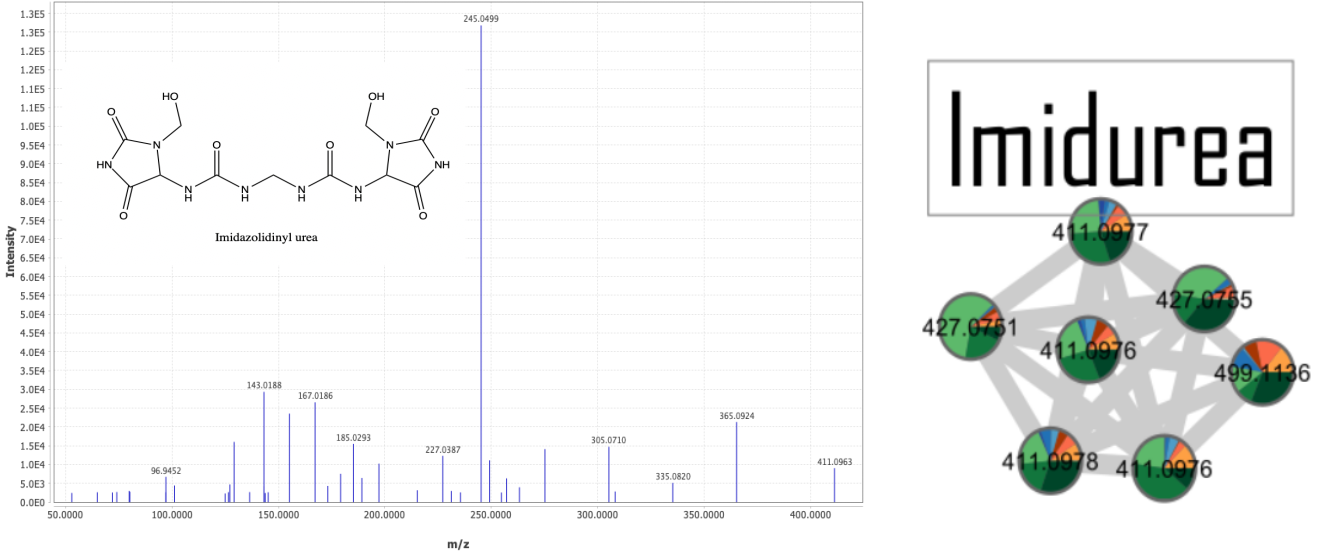 1.3E5
1.2E5
1.2E5
1.1E5
1.1E5
1.0E5
9.5E4
9.0E4
8.5E4
8.0E4
7.5E4
7.0E4
6.5E4
6.0E4
5.5E4
5.0E4
4.5E4
4.0E4
3.5E4
3.0E4
2.5E4
2.0E4
1.5E4
1.0E4
5.0E3
0.0E0
Intensity
245.0499
HO
OH
O
O
N
N
O
O
HN
NH
O
O
N
H
N
H
N
H
N
H
Imidazolidinyl urea
143.0188
167.0186
365.0924
185.0293
305.0710
227.0387
96.9452
411.0963
335.0820
50.0000 100.0000 150.0000 200.0000 250.0000 300.0000 350.0000 400.0000
m/z
Imidurea
411.0977
427.0755
427.0751
411.0976
499.1136
411.0978
411.0976